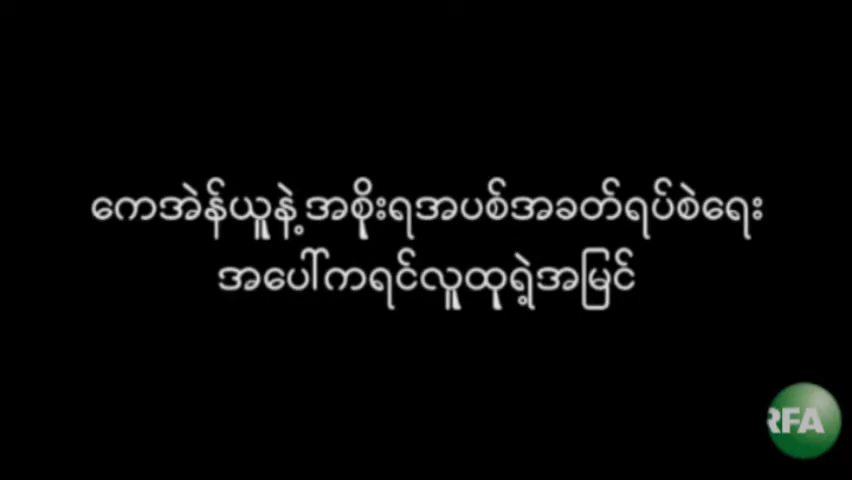 ကေအဲန်ယူနဲ့ အစိုးရအပစ်အခတ်ရပ်စဲရေး
အပေါ်ကရင်လူထုရဲ့အမြင်
RFA